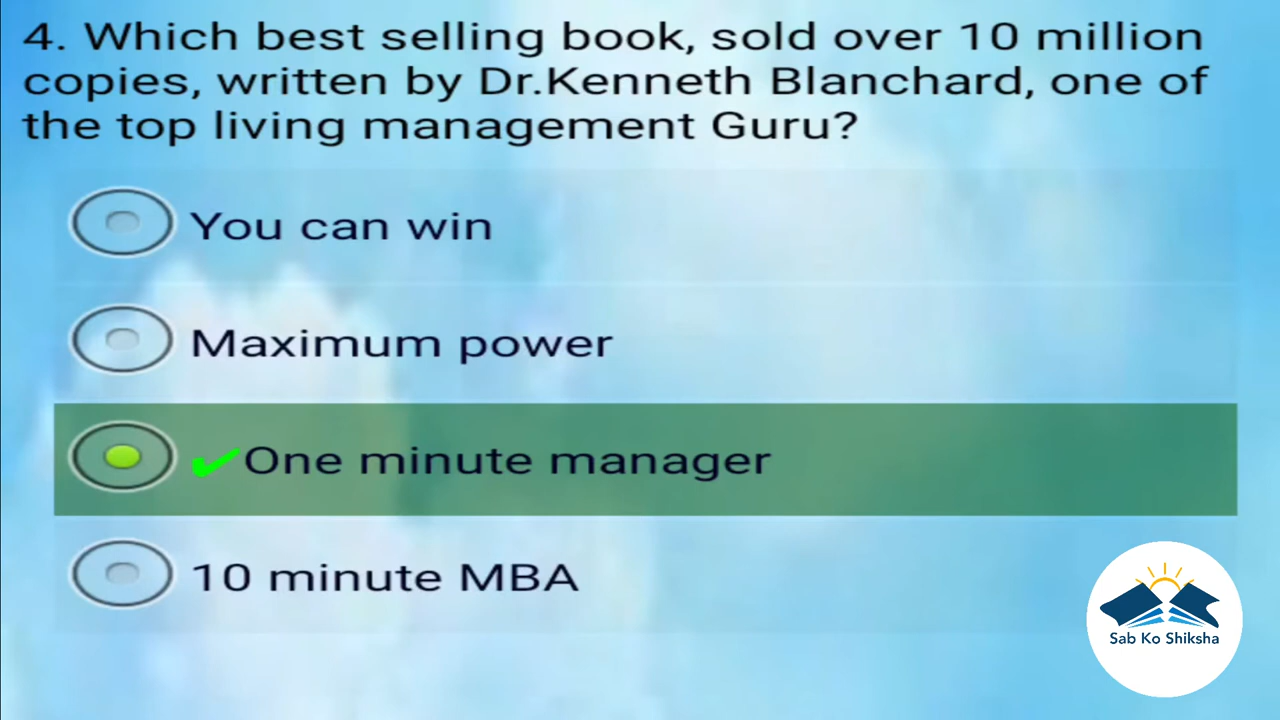 4. Which best selling book, sold over 10 million
copies, written by Dr.Kenneth Blanchard, one of
the top living management Guru?
You can win
Maximum power
✔One minute manager
10 minute MBA
Sab Ko Shiksha